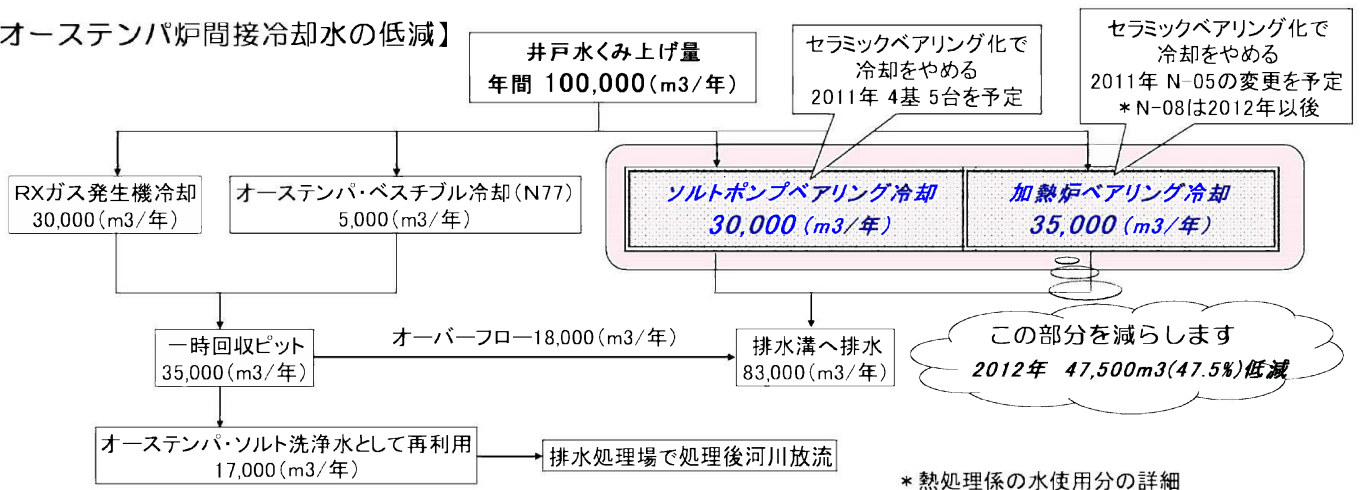 オーステンパ炉間接冷却水の低減】
井戸水くみ上げ量
年間 100,000(m3/年)
セラミックベアリング化で
冷却をやめる
2011年 4基 5台を予定
セラミックベアリング化で
冷却をやめる
2011年 N-05の変更を予定
*N-08は2012年以後
RXガス発生機冷却
30,000(m3/年)
オーステンパ・ベスチブル冷却(N77)
5,000(m3/年)
ソルトポンプベアリング冷却
30,000(m3/年)
加熱炉ベアリング冷却
35,000(m3/年)
一時回収ピット
35,000(m3/年)
オーバーフロー18,000(m3/年)
排水溝へ排水
83,000(m3/年)
この部分を減らします
2012年 47,500m3(47.5%)低減
オーステンパ・ソルト洗浄水として再利用
17,000(m3/年)
排水処理場で処理後河川放流
*熱処理係の水使用分の詳細